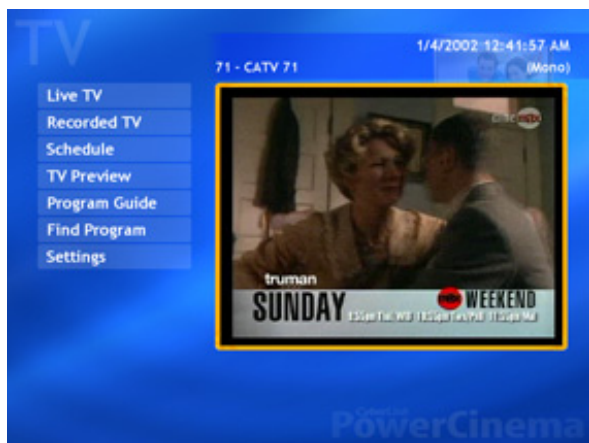 TV
1/4/2002 12:41:57 AM
71 - CATV 71
(Mono)
Live TV
Recorded TV
Schedule
TV Preview
Program Guide
Find Program
Settings
truman
SUNDAY
WEEKEND
CyberLink
PowerCinema